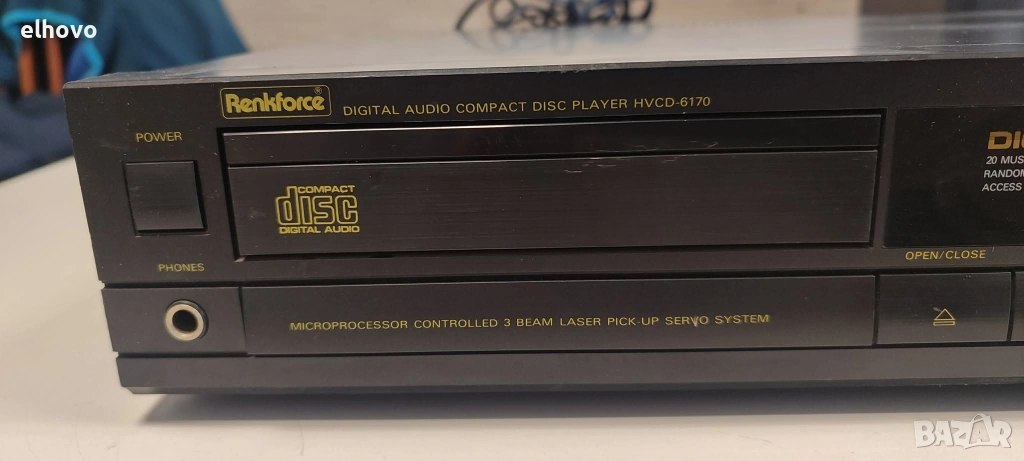 elhovo
Renkforce®
DIGITAL AUDIO COMPACT DISC PLAYER HVCD-6170
POWER
COMPACT
disc
DIGITAL AUDIO
20
RANDOM
ACCESS
PHONES
OPEN/CLOSE
MICROPROCESSOR CONTROLLED 3 BEAM LASER PICK-UP SERVO SYSTEM
BAZAR